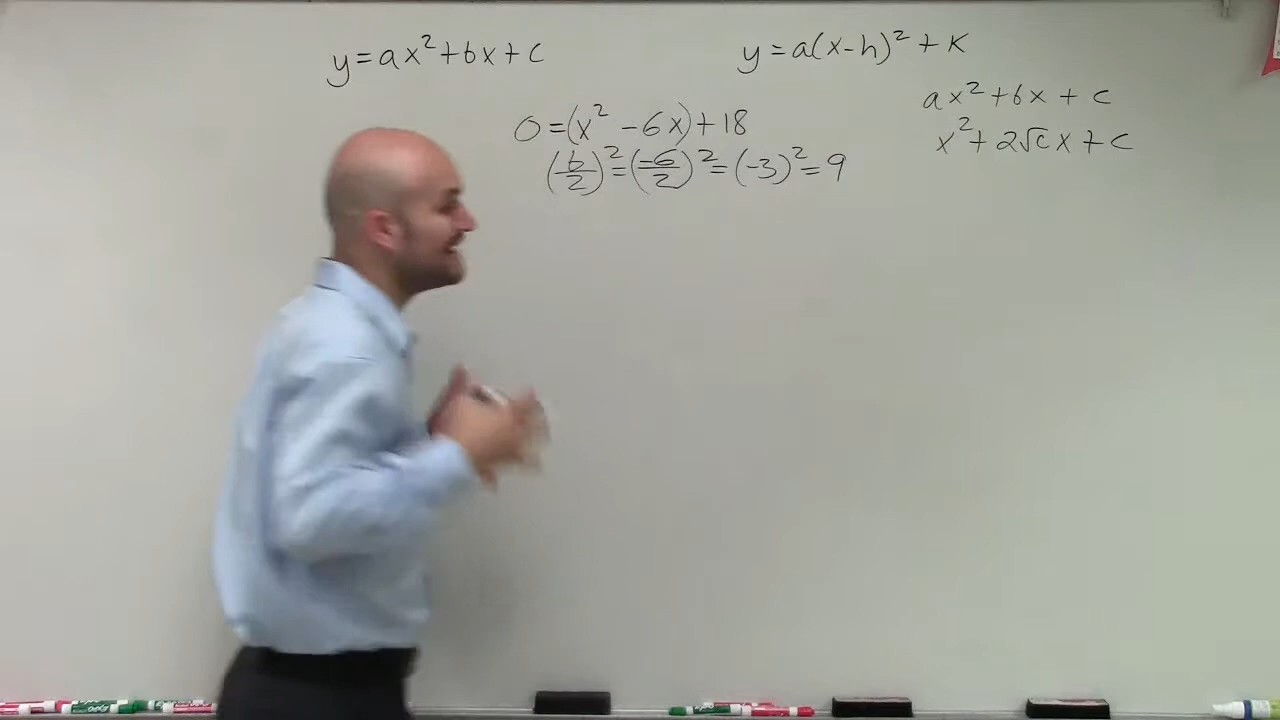 y=ax²+bx+c
y=a(x-h)²+k
ax²+bx+c
0=(x²-6x)+18
x²+2√c x+c
(b/2)²=(-6/2)²=(-3)²=9